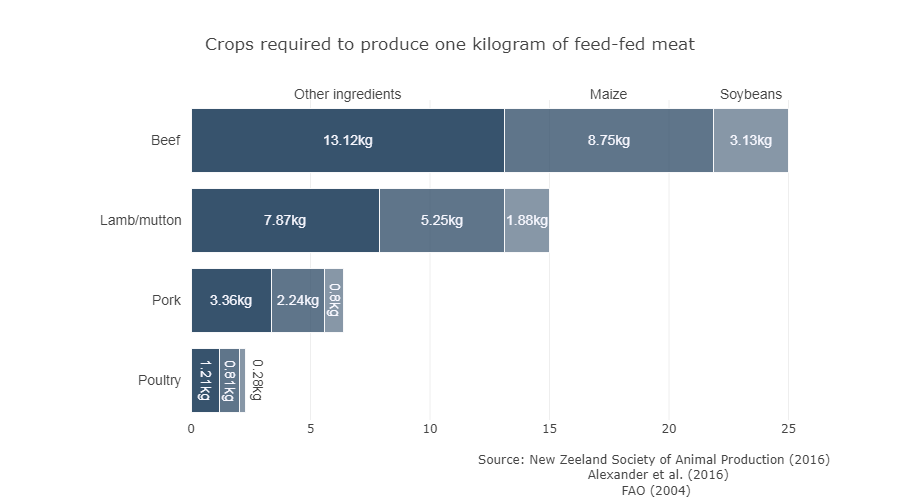 Crops required to produce one kilogram of feed-fed meat
Other ingredients Maize Soybeans
Beef 13.12kg 8.75kg 3.13kg
Lamb/mutton 7.87kg 5.25kg 1.88kg
Pork 3.36kg 2.24kg 0.8kg
Poultry 1.21kg 0.81kg 0.28kg
0 5 10 15 20 25
Source: New Zeeland Society of Animal Production (2016)
Alexander et al. (2016)
FAO (2004)